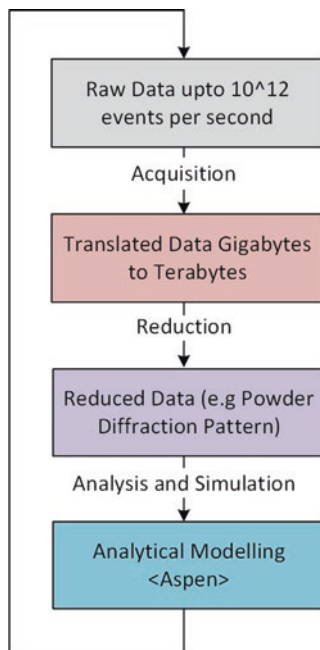 Raw Data upto 10^12
events per second
Acquisition
Translated Data Gigabytes
to Terabytes
Reduction
Reduced Data (e.g Powder
Diffraction Pattern)
Analysis and Simulation
Analytical Modelling
<Aspen>